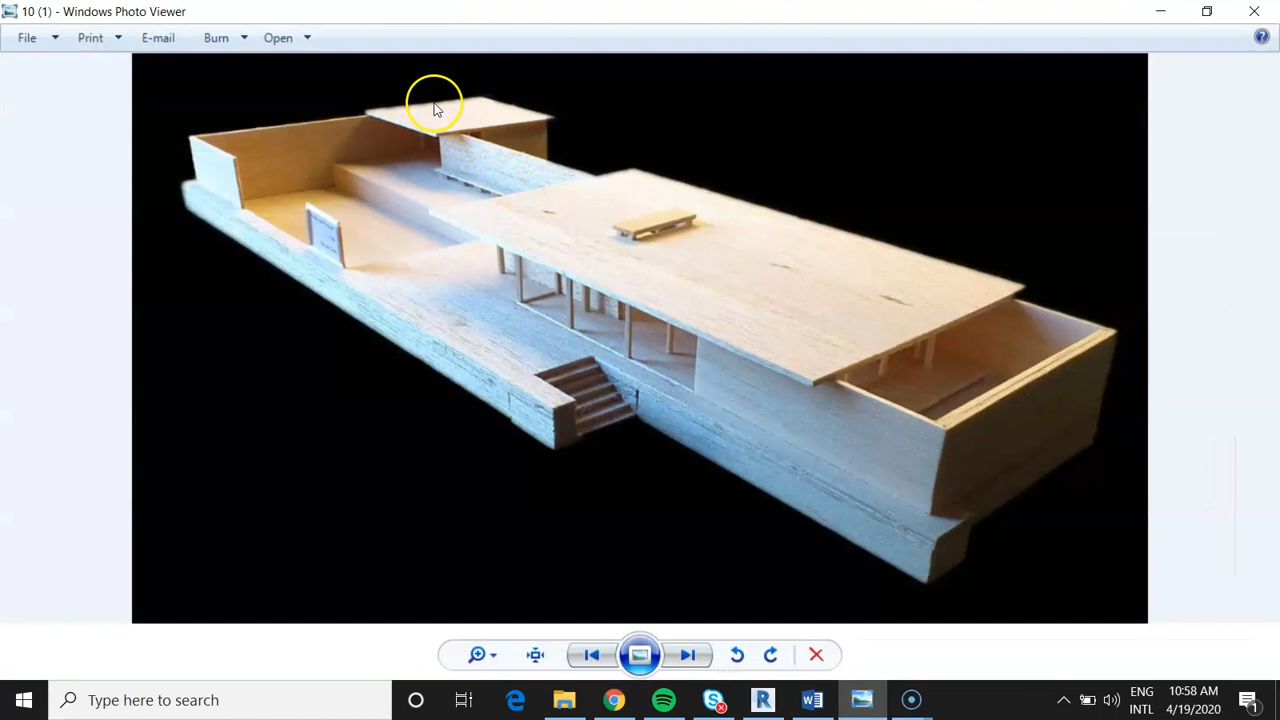 10 (1) - Windows Photo Viewer
File Print E-mail Burn Open
Type here to search
ENG
INTL
10:58 AM
4/19/2020